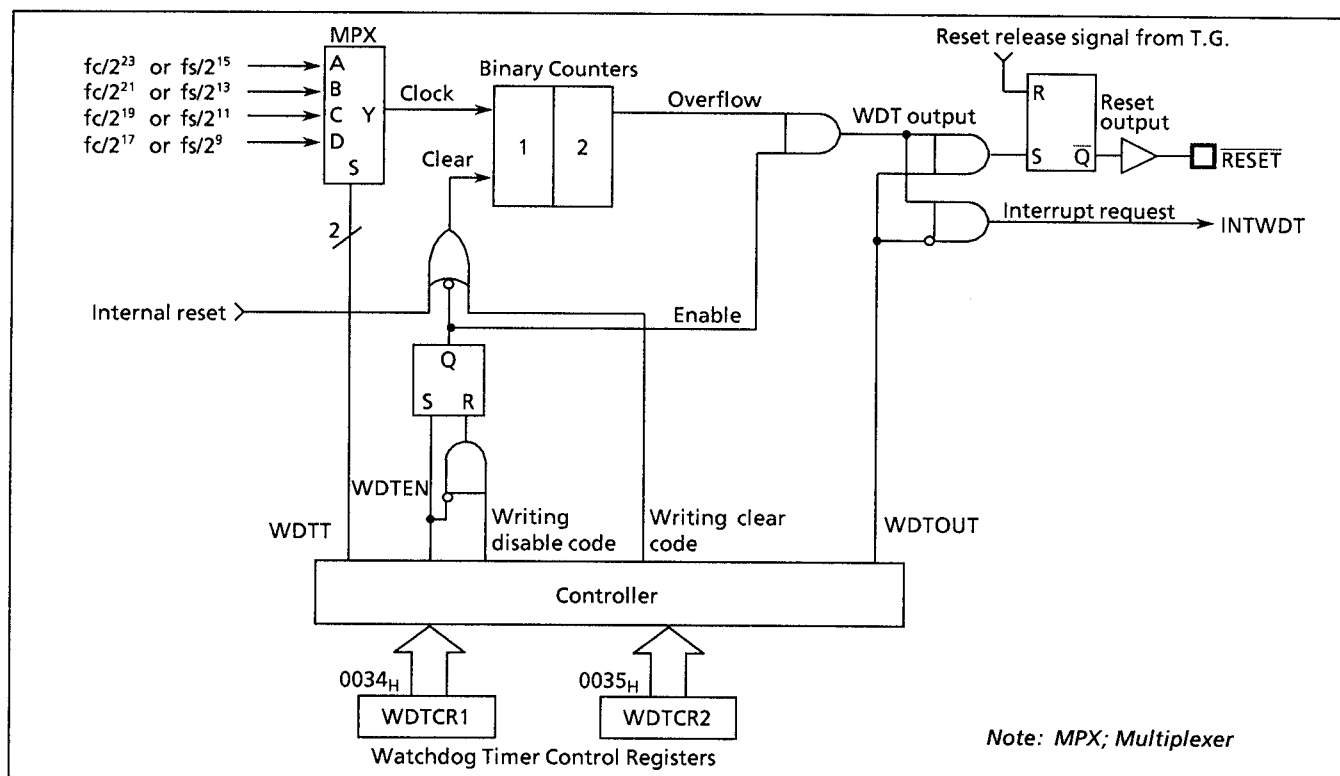 MPX
Reset release signal from T.G.
fc/2²³ or fs/2¹⁵
fc/2²¹ or fs/2¹³
fc/2¹⁹ or fs/2¹¹
fc/2¹⁷ or fs/2⁹
A
B
C
D
Y
S
Clock
Binary Counters
1
2
Clear
Overflow
WDT output
R
S
Q̅
Reset
output
R̅E̅S̅E̅T̅
Interrupt request
INTWDT
2
Internal reset
Enable
Q
S
R
WDTEN
WDTT
Writing
disable code
Writing clear
code
WDTOUT
Controller
0034H
0035H
WDTCR1
WDTCR2
Watchdog Timer Control Registers
Note: MPX; Multiplexer